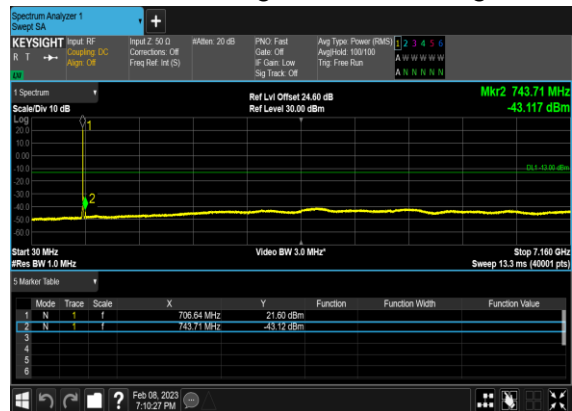 Spectrum Analyzer 1
Swept SA
KEYSIGHT Input: RF Input Z: 50 Ω #Atten: 20 dB PNO: Fast Avg Type: Power (RMS) 1 2 3 4 5 6
R T Coupling: DC Corrections: Off Gate: Off Avg|Hold: 100/100 A W W W W W
Align: Off Freq Ref: Int (S) IF Gain: Low Trig: Free Run
LW Sig Track: Off A N N N N N
1 Spectrum Ref Lvl Offset 24.60 dB Mkr2 743.71 MHz
Scale/Div 10 dB Ref Level 30.00 dBm -43.117 dBm
Log
1
20.0
10.0
0.00
-10.0 DL1 -13.00 dBm
-20.0
-30.0
-40.0 2
-50.0
-60.0
Start 30 MHz Video BW 3.0 MHz* Stop 7.160 GHz
#Res BW 1.0 MHz Sweep 13.3 ms (40001 pts)
5 Marker Table
Mode Trace Scale X Y Function Function Width Function Value
1 N 1 f 706.64 MHz 21.60 dBm
2 N 1 f 743.71 MHz -43.12 dBm
3
4
5
6
? Feb 08, 2023
7:10:27 PM